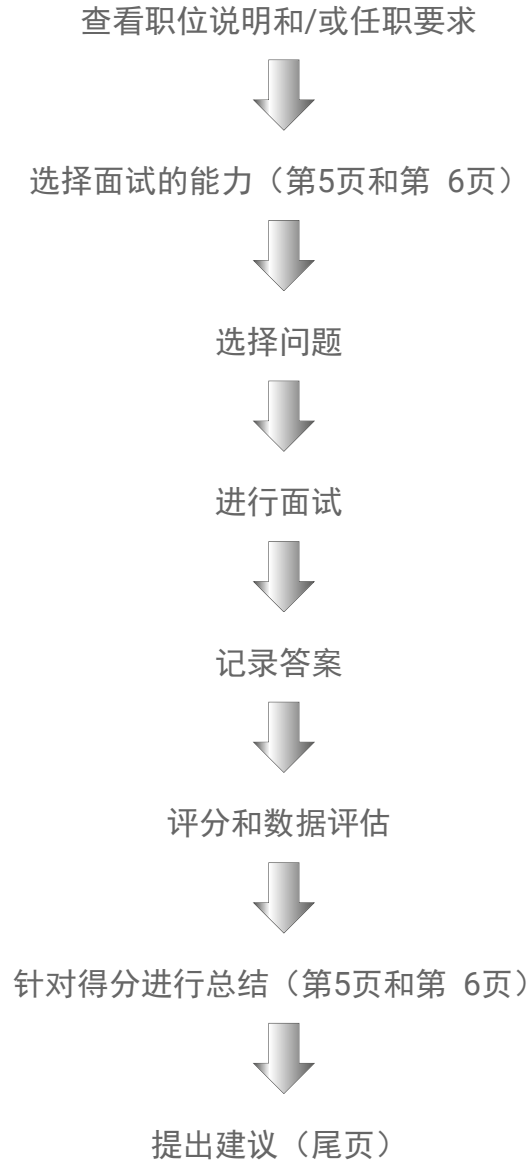 查看职位说明和/或任职要求
选择面试的能力（第5页和第 6页）
选择问题
进行面试
记录答案
评分和数据评估
针对得分进行总结（第5页和第 6页）
提出建议（尾页）